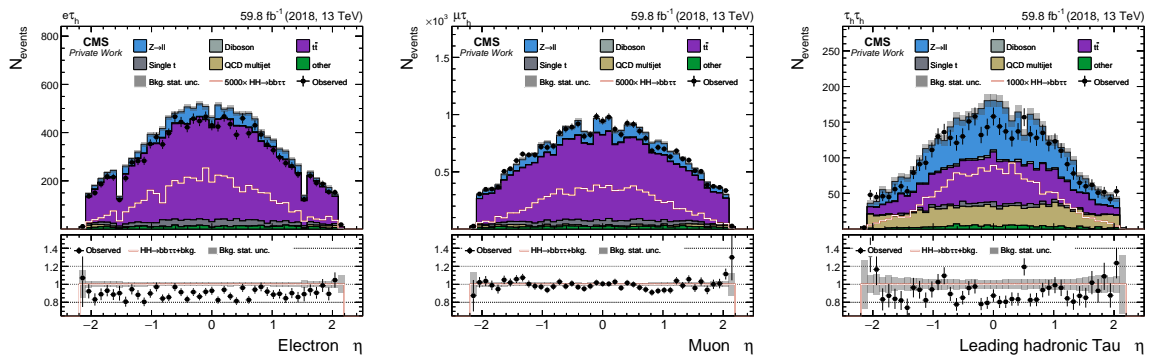 eτh 59.8 fb⁻¹ (2018, 13 TeV)
Nevents
800
600
400
200
CMS
Private Work
Z→ll Diboson tt̄
Single t QCD multijet other
Bkg. stat. unc. 5000× HH→bbττ Observed
1.4
1.2
1
0.8
Observed HH→bbττ+bkg. Bkg. stat. unc.
−2 −1 0 1 2
Electron η
×10³ μτh 59.8 fb⁻¹ (2018, 13 TeV)
Nevents
1.5
1
0.5
CMS
Private Work
Z→ll Diboson tt̄
Single t QCD multijet other
Bkg. stat. unc. 5000× HH→bbττ Observed
1.4
1.2
1
0.8
Observed HH→bbττ+bkg. Bkg. stat. unc.
−2 −1 0 1 2
Muon η
τhτh 59.8 fb⁻¹ (2018, 13 TeV)
Nevents
250
200
150
100
50
CMS
Private Work
Z→ll Diboson tt̄
Single t QCD multijet other
Bkg. stat. unc. 1000× HH→bbττ Observed
1.4
1.2
1
0.8
Observed HH→bbττ+bkg. Bkg. stat. unc.
−2 −1 0 1 2
Leading hadronic Tau η